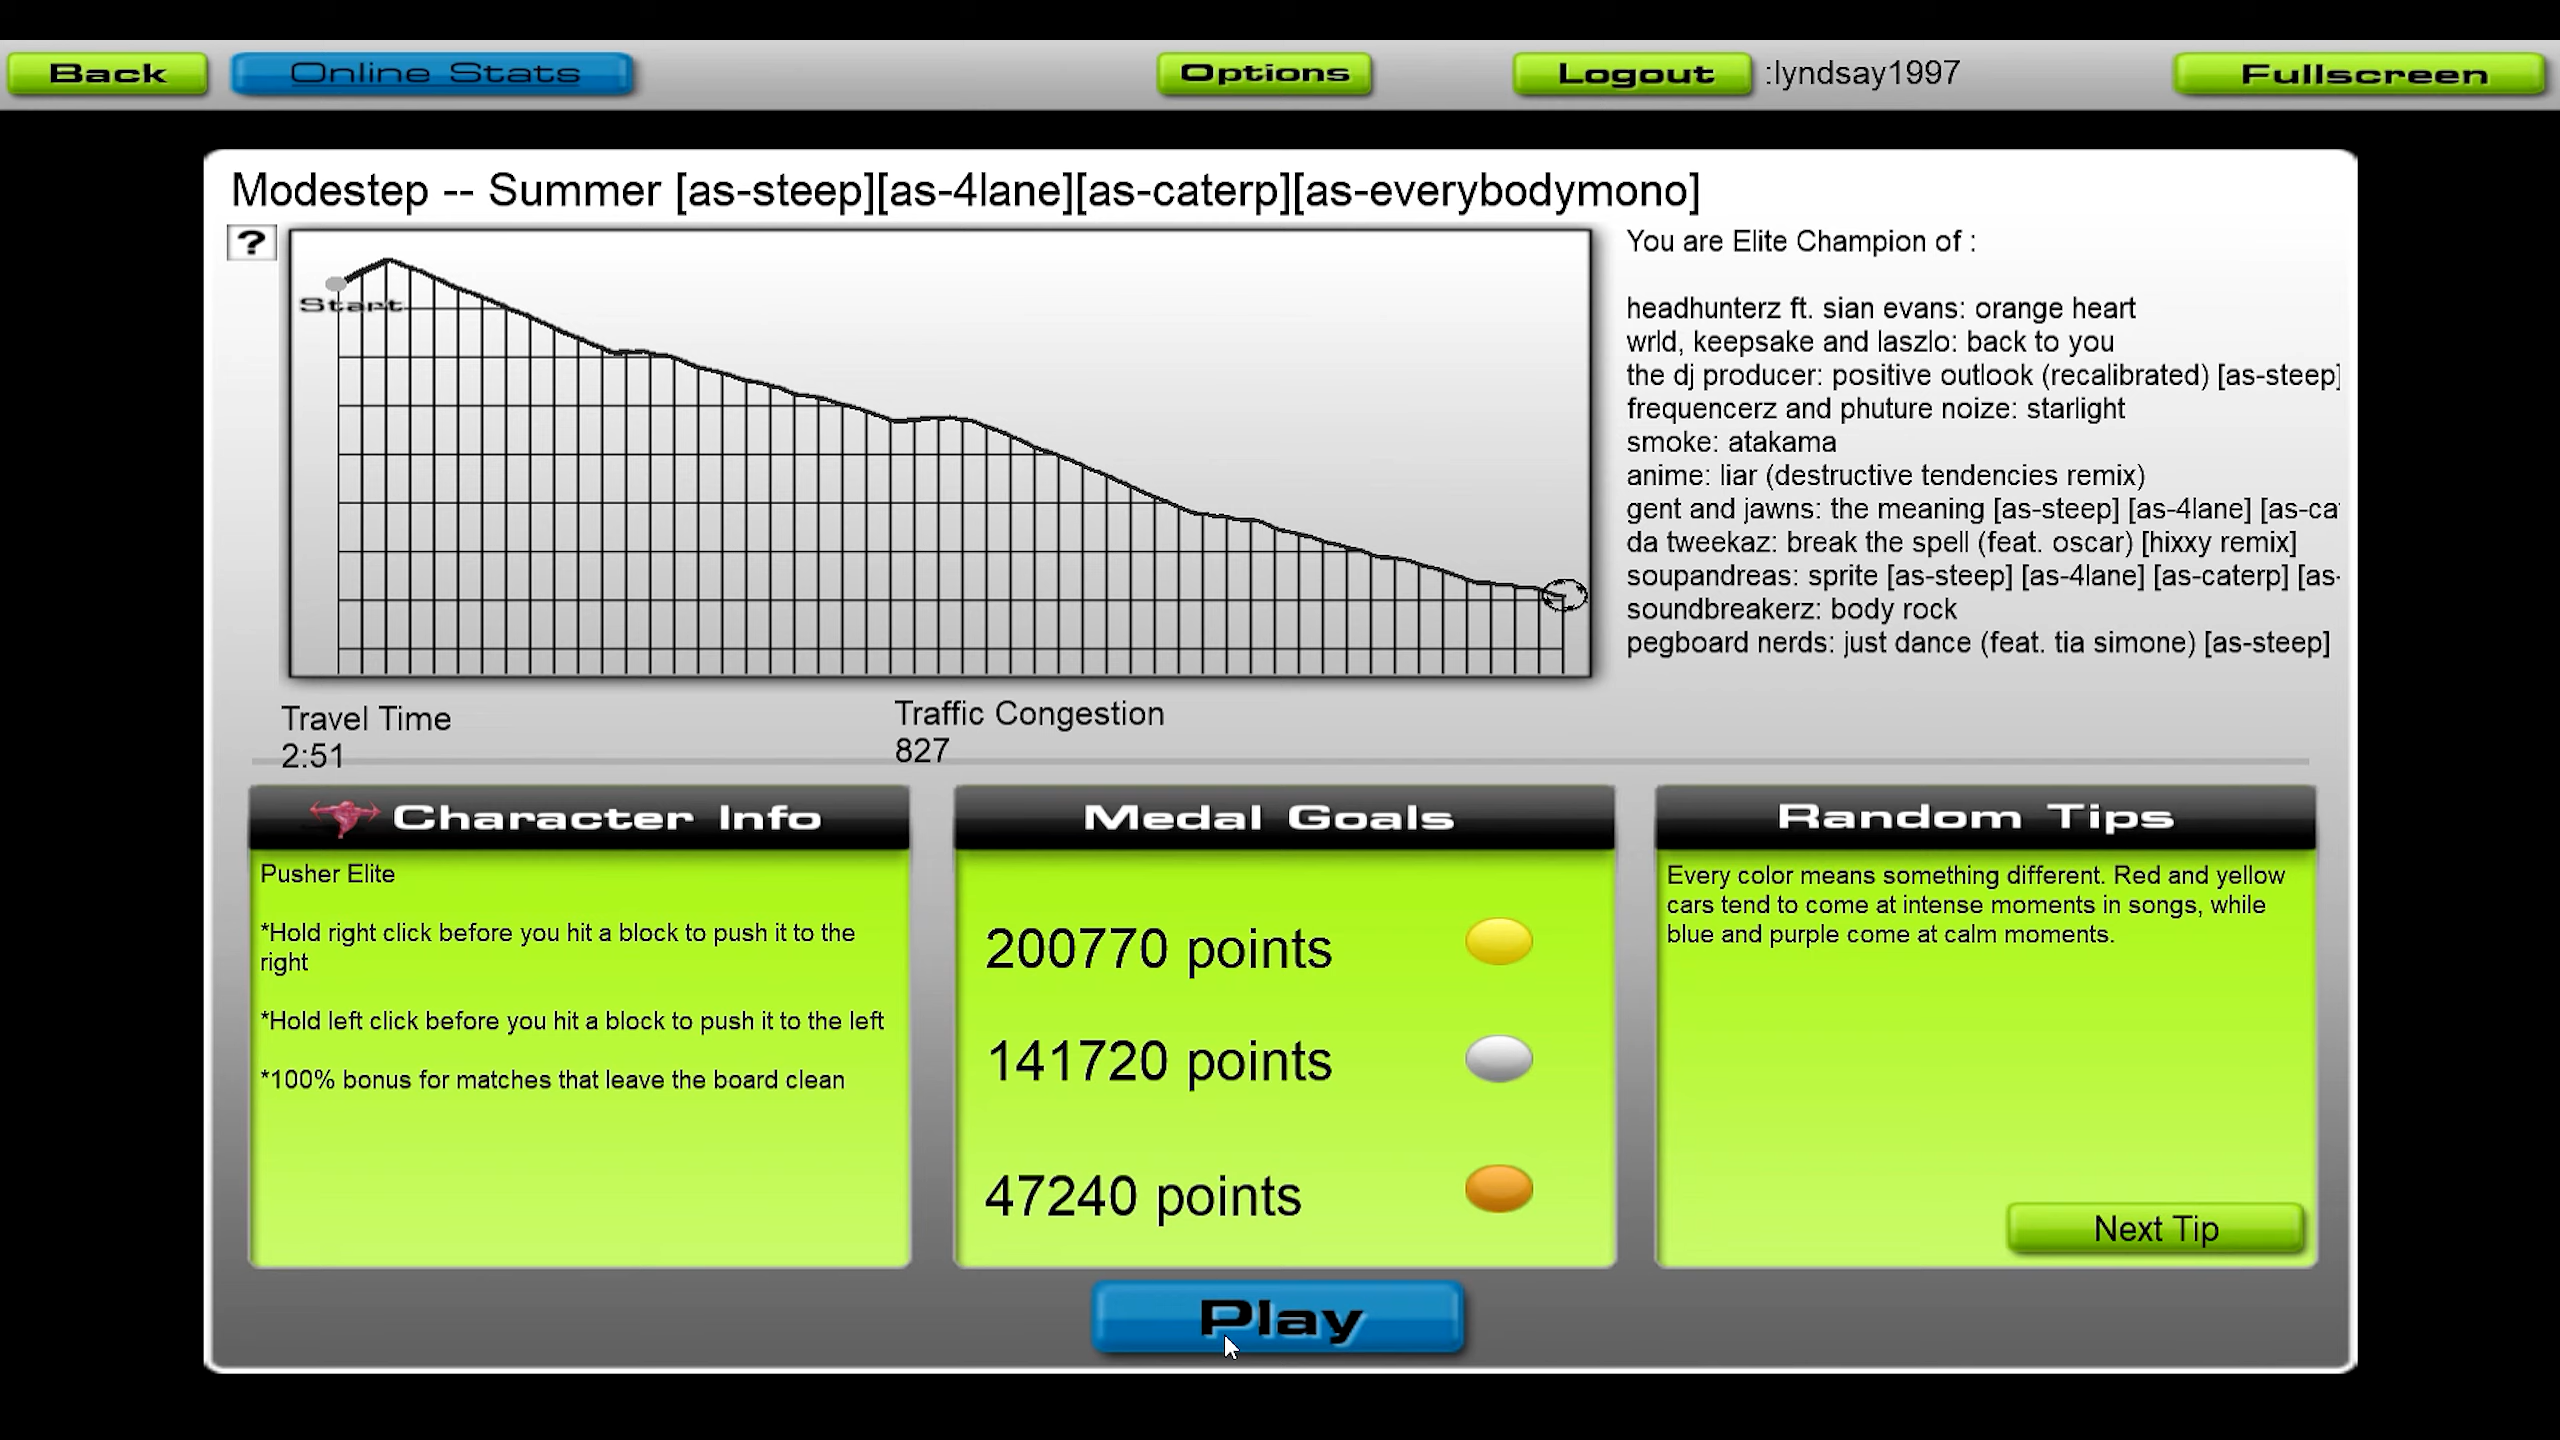 Back
Online Stats
Options
Logout
:lyndsay1997
Fullscreen
Modestep -- Summer [as-steep][as-4lane][as-caterp][as-everybodymono]
?
Start
You are Elite Champion of :
headhunterz ft. sian evans: orange heart
wrld, keepsake and laszlo: back to you
the dj producer: positive outlook (recalibrated) [as-steep]
frequencerz and phuture noize: starlight
smoke: atakama
anime: liar (destructive tendencies remix)
gent and jawns: the meaning [as-steep] [as-4lane] [as-ca
da tweekaz: break the spell (feat. oscar) [hixxy remix]
soupandreas: sprite [as-steep] [as-4lane] [as-caterp] [as-
soundbreakerz: body rock
pegboard nerds: just dance (feat. tia simone) [as-steep]
Travel Time
2:51
Traffic Congestion
827
Character Info
Pusher Elite
*Hold right click before you hit a block to push it to the
right
*Hold left click before you hit a block to push it to the left
*100% bonus for matches that leave the board clean
Medal Goals
200770 points
141720 points
47240 points
Random Tips
Every color means something different. Red and yellow
cars tend to come at intense moments in songs, while
blue and purple come at calm moments.
Next Tip
Play